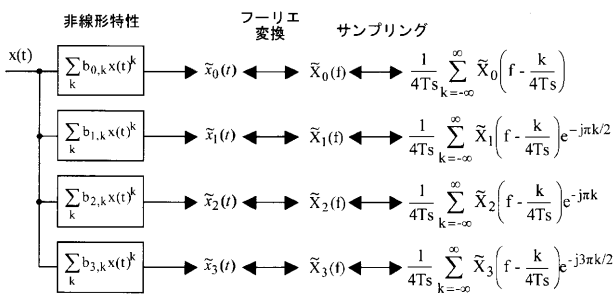 非線形特性 フーリエ変換 サンプリング
x(t) ∑_k b_{0,k} x(t)^k x̃_0(t) X̃_0(f) 1/4Ts ∑_{k=-∞}^{∞} X̃_0(f - k/4Ts)
∑_k b_{1,k} x(t)^k x̃_1(t) X̃_1(f) 1/4Ts ∑_{k=-∞}^{∞} X̃_1(f - k/4Ts) e^{-jπk/2}
∑_k b_{2,k} x(t)^k x̃_2(t) X̃_2(f) 1/4Ts ∑_{k=-∞}^{∞} X̃_2(f - k/4Ts) e^{-jπk}
∑_k b_{3,k} x(t)^k x̃_3(t) X̃_3(f) 1/4Ts ∑_{k=-∞}^{∞} X̃_3(f - k/4Ts) e^{-j3πk/2}